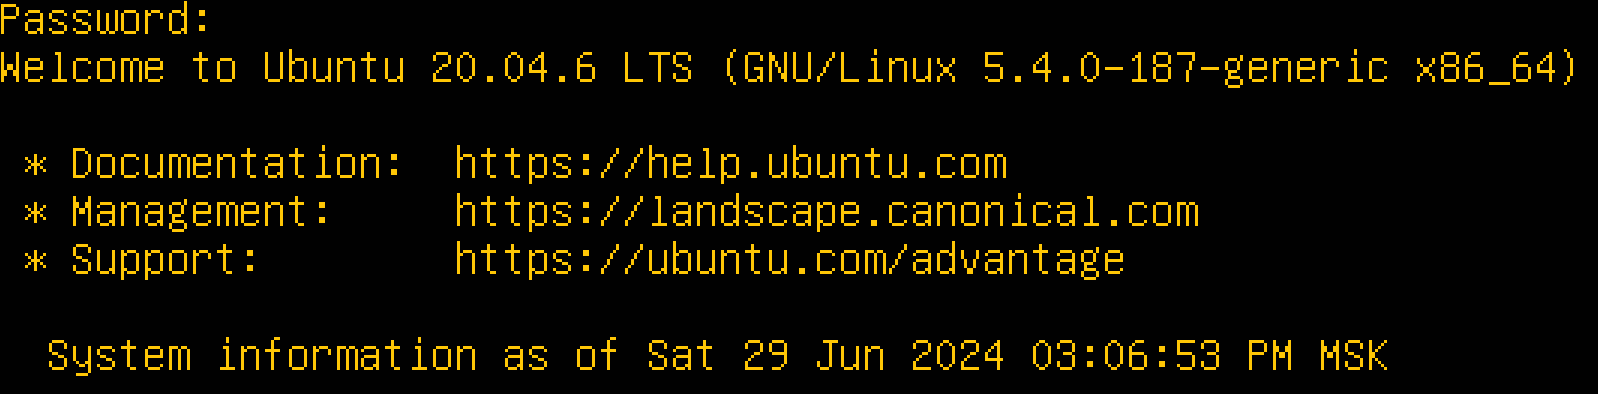 Password:
Welcome to Ubuntu 20.04.6 LTS (GNU/Linux 5.4.0-187-generic x86_64)
* Documentation:  https://help.ubuntu.com
* Management:     https://landscape.canonical.com
* Support:        https://ubuntu.com/advantage
System information as of Sat 29 Jun 2024 03:06:53 PM MSK